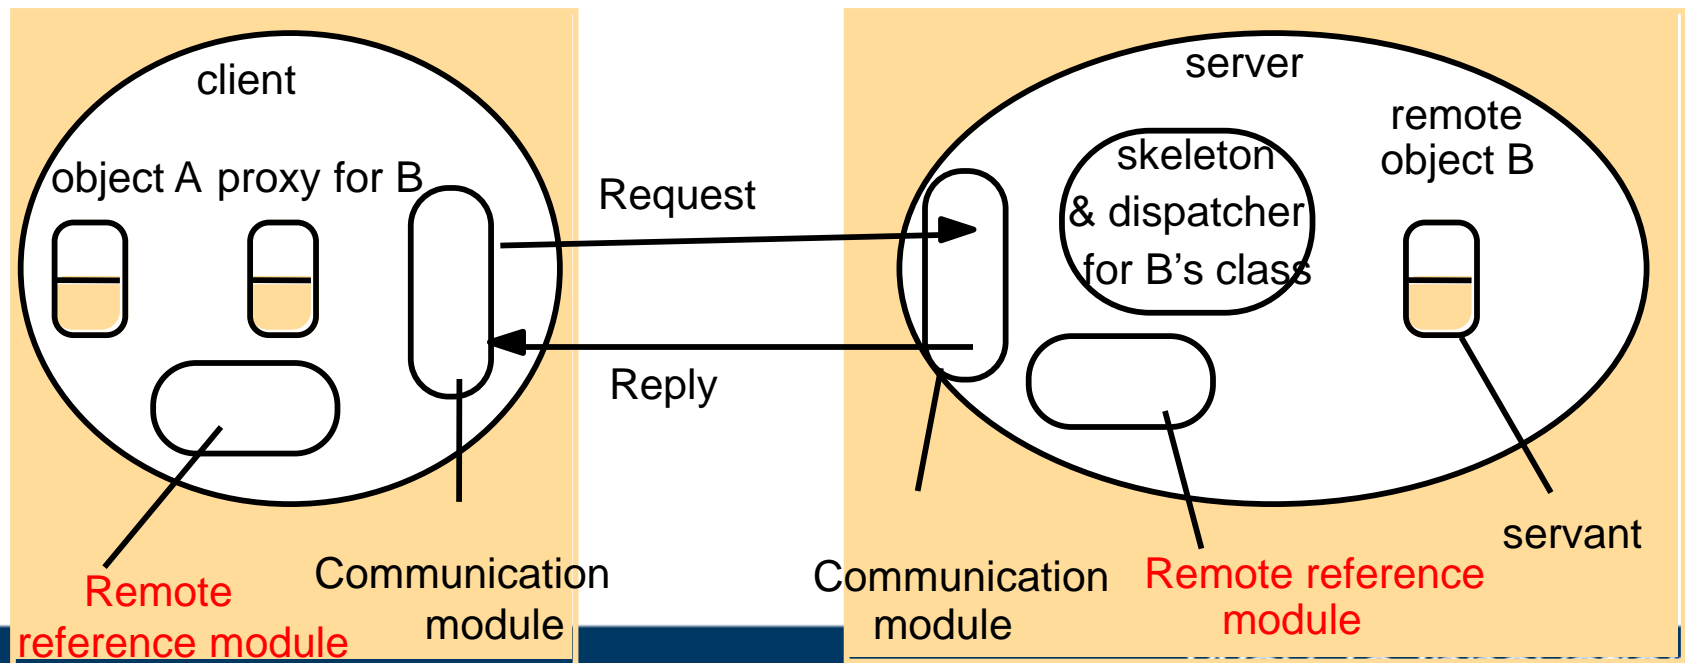 client
server
remote
object B
object A proxy for B
skeleton
& dispatcher
for B’s class
Request
Reply
servant
Remote
reference module
Communication
module
Communication
module
Remote reference
module